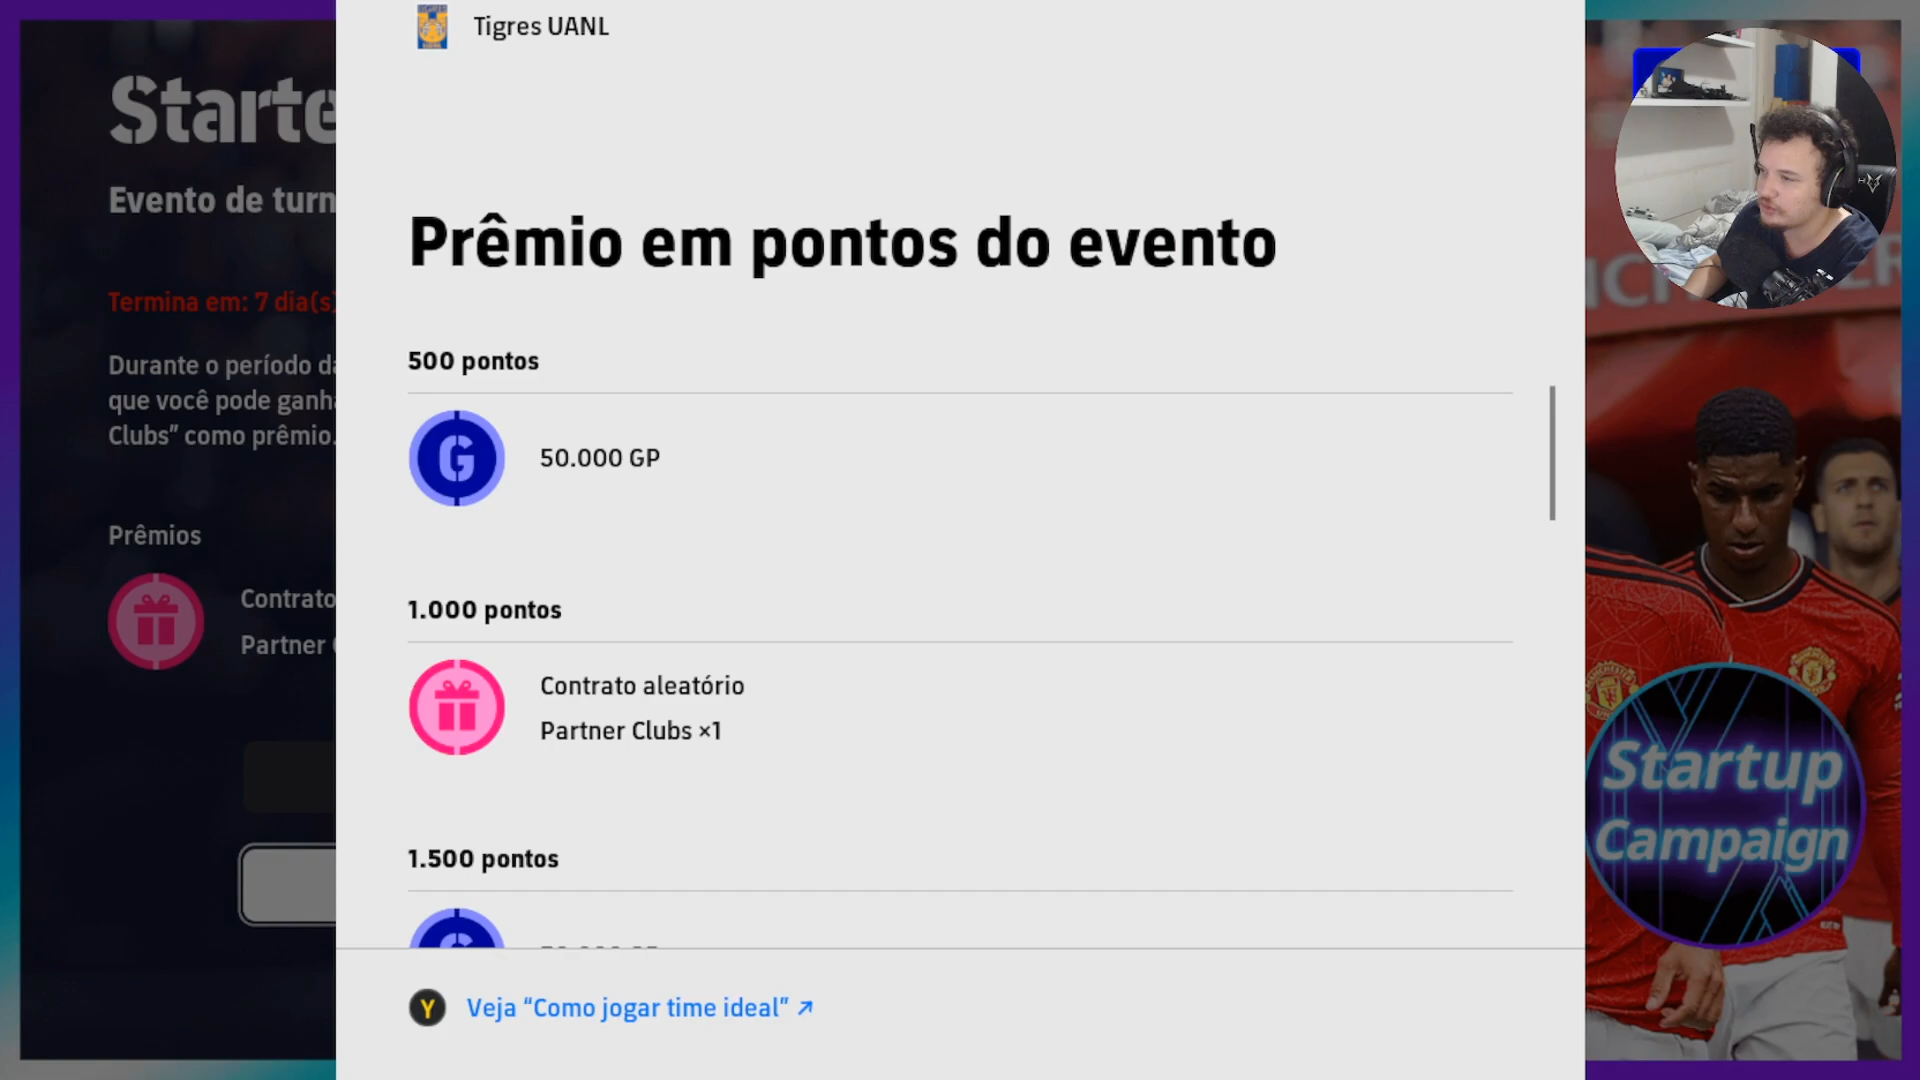 Tigres UANL
Starte
Evento de turn
Termina em: 7 dia(s)
Durante o período da
que você pode ganha
Clubs” como prêmio.
Prêmios
Contrato
Partner
Prêmio em pontos do evento
500 pontos
G
50.000 GP
1.000 pontos
Contrato aleatório
Partner Clubs ×1
1.500 pontos
Y Veja “Como jogar time ideal” ↗
Startup
Campaign